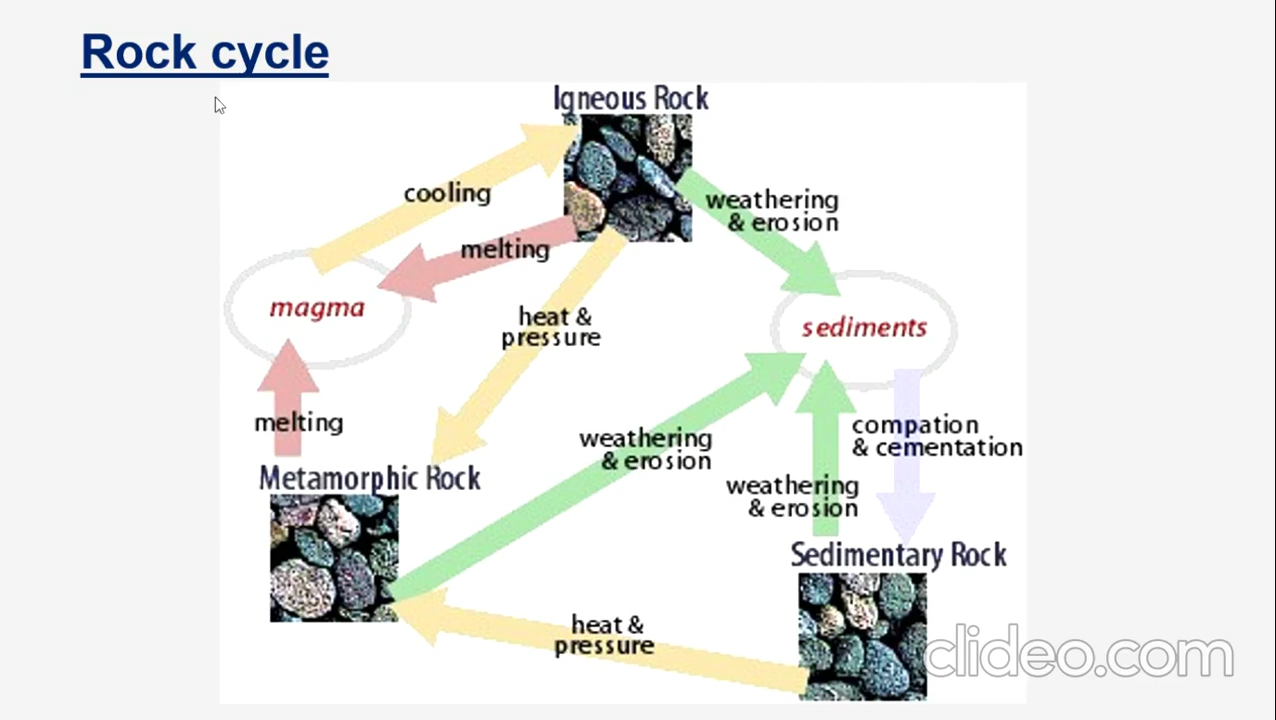 Rock cycle
Igneous Rock
cooling
weathering
& erosion
melting
magma
heat &
pressure
sediments
melting
weathering
& erosion
compation
& cementation
Metamorphic Rock
weathering
& erosion
Sedimentary Rock
heat &
pressure
clideo.com